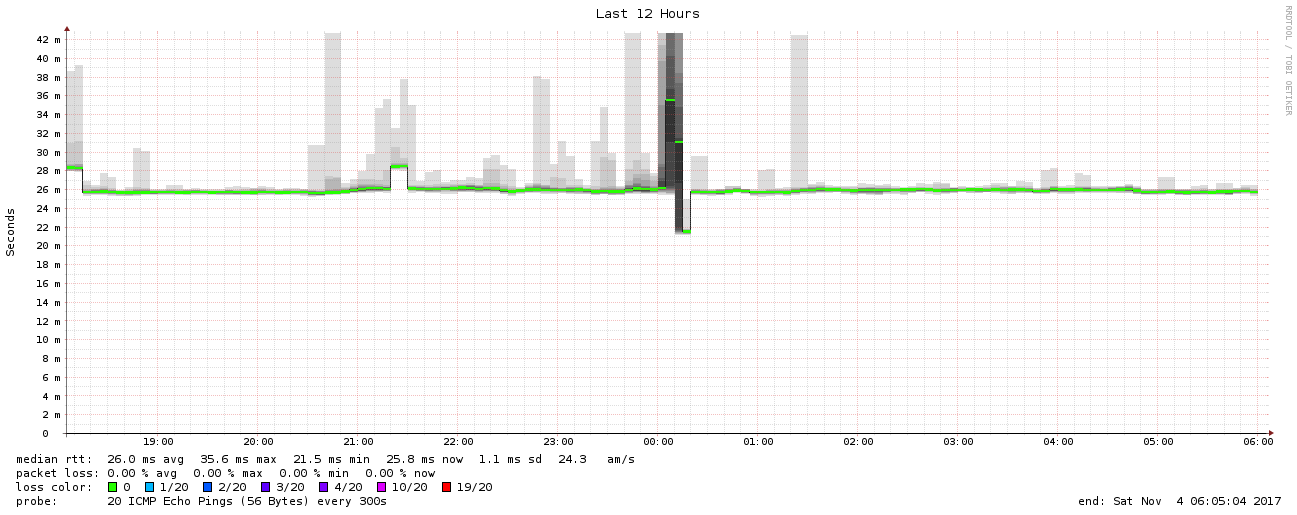 Last 12 Hours
RRDTOOL / TOBI OETIKER
Seconds
42 m
40 m
38 m
36 m
34 m
32 m
30 m
28 m
26 m
24 m
22 m
20 m
18 m
16 m
14 m
12 m
10 m
8 m
6 m
4 m
2 m
0
19:00 20:00 21:00 22:00 23:00 00:00 01:00 02:00 03:00 04:00 05:00 06:00
median rtt: 26.0 ms avg 35.6 ms max 21.5 ms min 25.8 ms now 1.1 ms sd 24.3 am/s
packet loss: 0.00 % avg 0.00 % max 0.00 % min 0.00 % now
loss color: 0 1/20 2/20 3/20 4/20 10/20 19/20
probe: 20 ICMP Echo Pings (56 Bytes) every 300s end: Sat Nov 4 06:05:04 2017